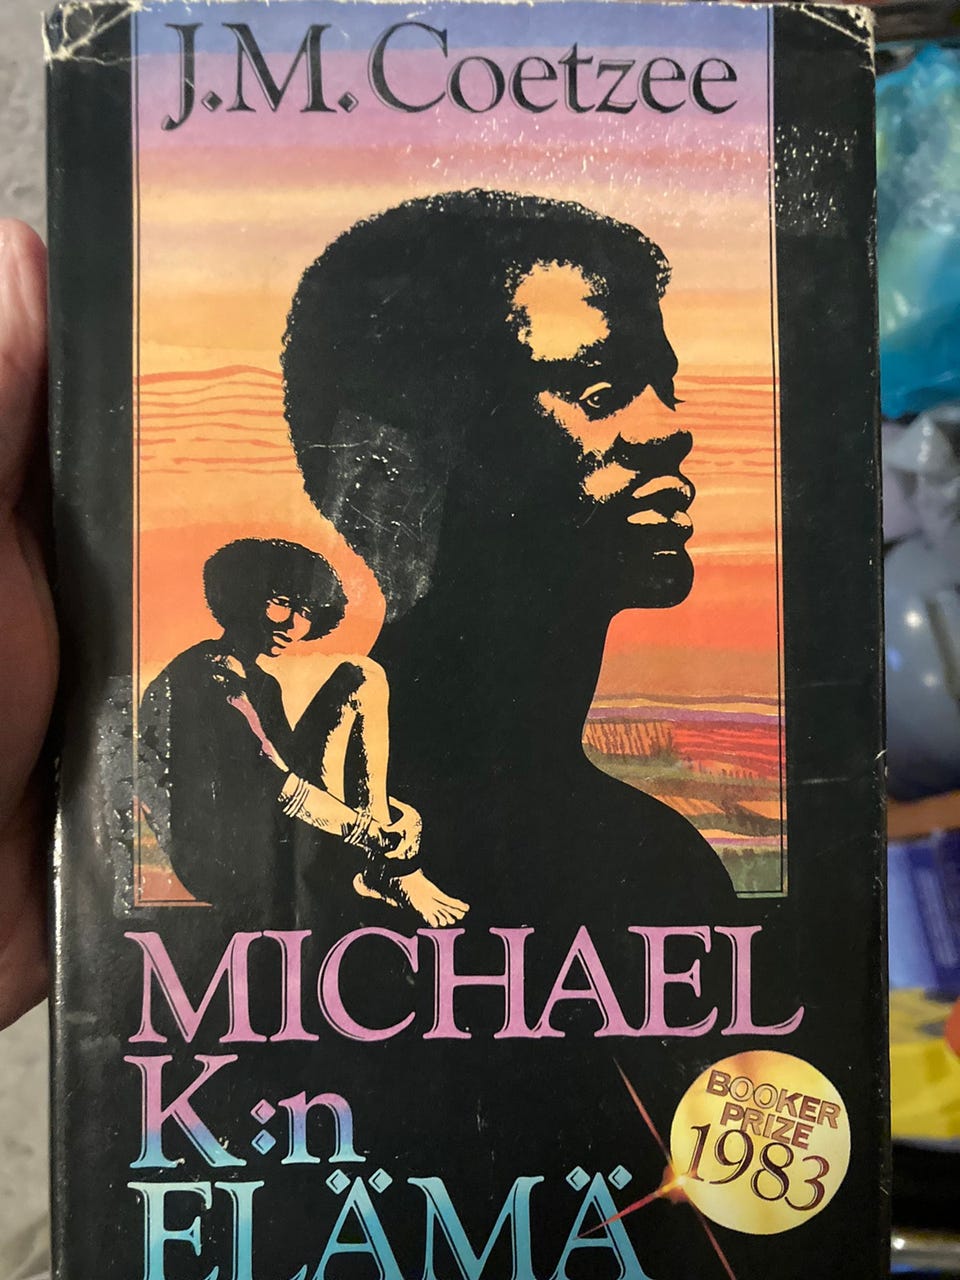 J.M. Coetzee
MICHAEL
K:n
ELÄMÄ
BOOKER
PRIZE
1983